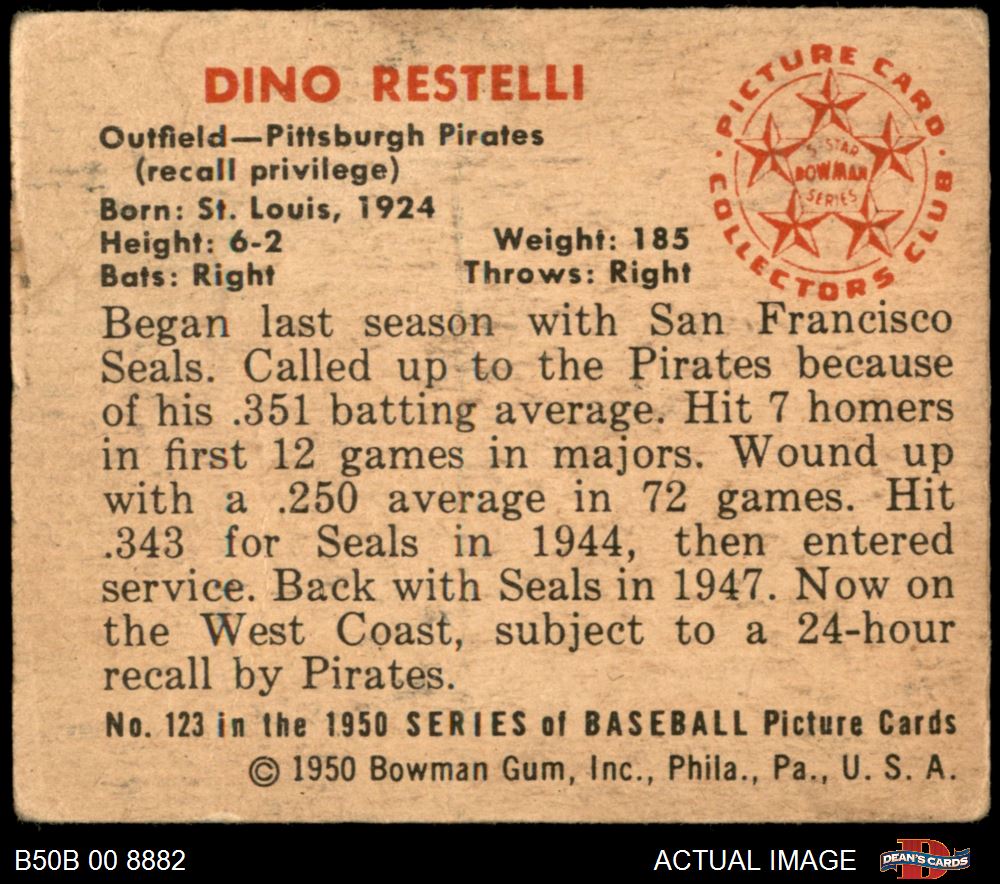 DINO RESTELLI
Outfield—Pittsburgh Pirates
(recall privilege)
Born: St. Louis, 1924
Height: 6-2 Weight: 185
Bats: Right Throws: Right
PICTURE CARD COLLECTORS CLUB
5-STAR
BOWMAN
SERIES
Began last season with San Francisco
Seals. Called up to the Pirates because
of his .351 batting average. Hit 7 homers
in first 12 games in majors. Wound up
with a .250 average in 72 games. Hit
.343 for Seals in 1944, then entered
service. Back with Seals in 1947. Now on
the West Coast, subject to a 24-hour
recall by Pirates.
No. 123 in the 1950 SERIES of BASEBALL Picture Cards
© 1950 Bowman Gum, Inc., Phila., Pa., U. S. A.
B50B 00 8882
ACTUAL IMAGE
DEAN'S CARDS